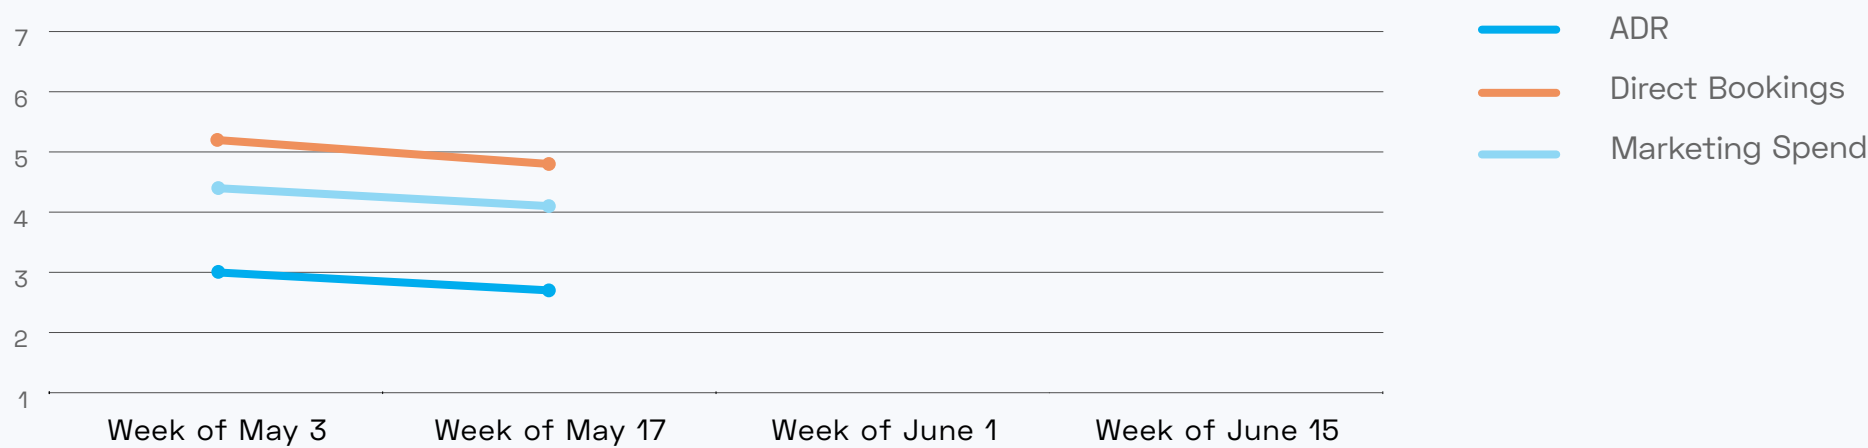 7
6
5
4
3
2
1
Week of May 3
Week of May 17
Week of June 1
Week of June 15
ADR
Direct Bookings
Marketing Spend